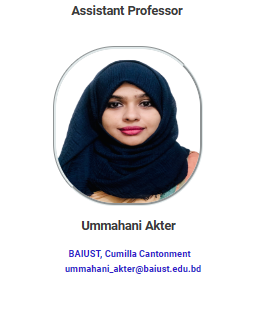 Assistant Professor
Ummahani Akter
BAIUST, Cumilla Cantonment
ummahani_akter@baiust.edu.bd